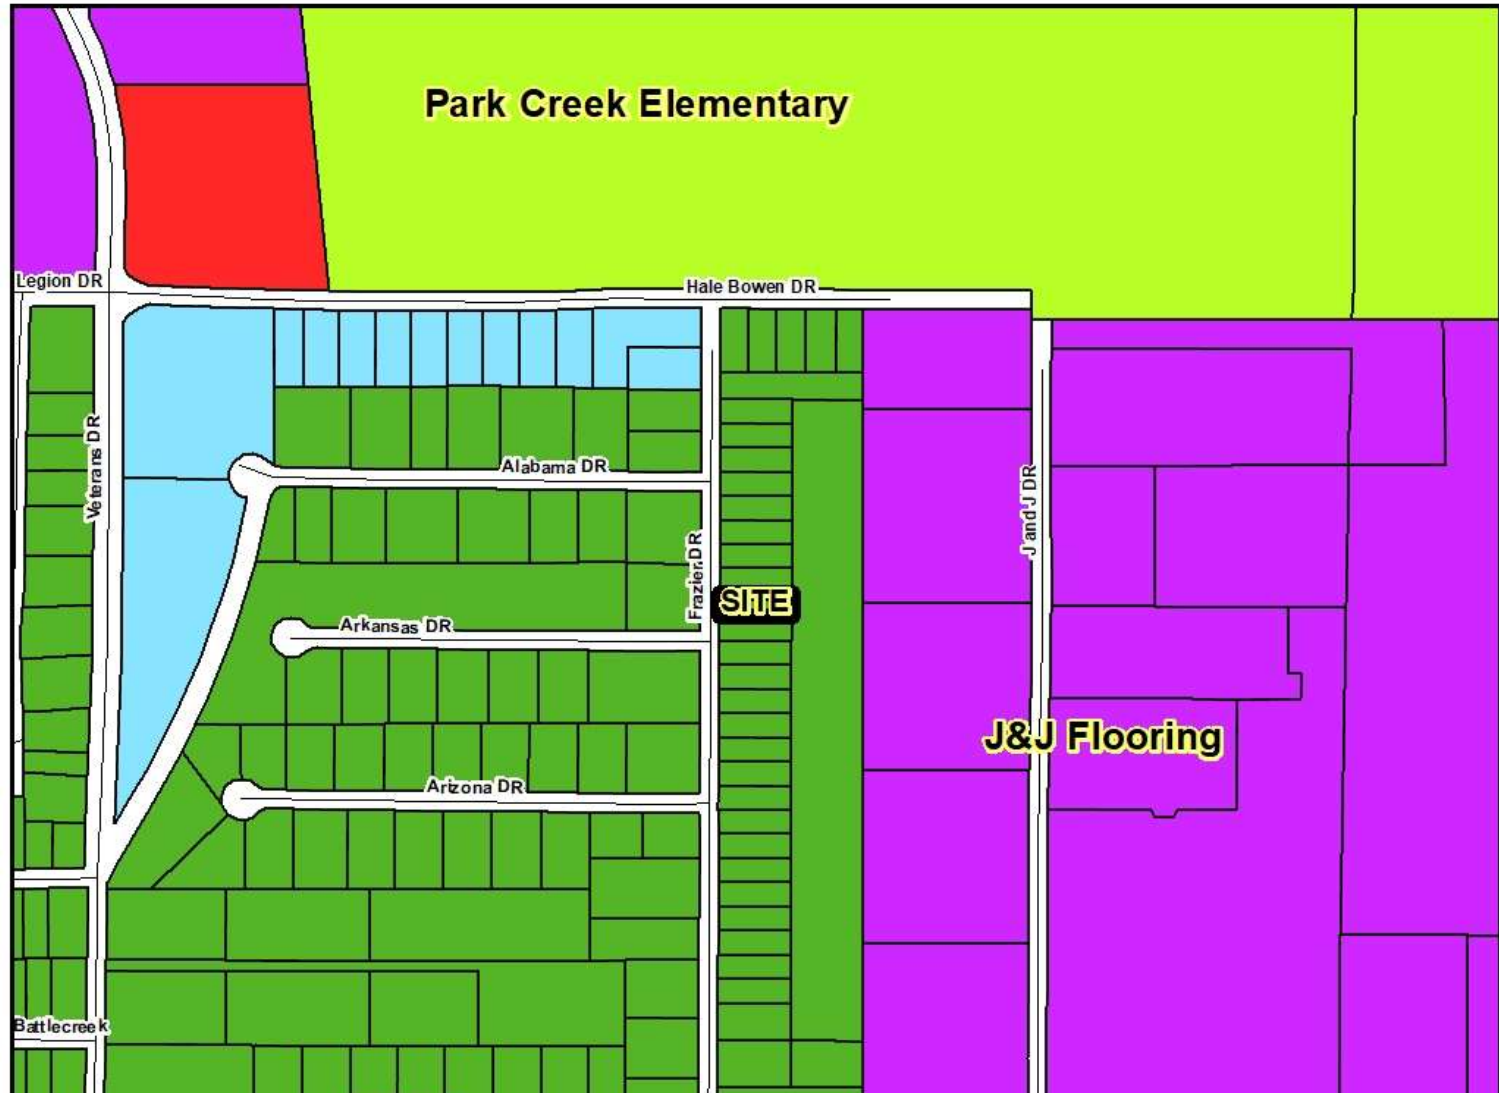 Park Creek Elementary
Legion DR
Hale Bowen DR
Veterans DR
Alabama DR
J and J DR
Frazier DR
SITE
Arkansas DR
J&J Flooring
Arizona DR
Battlecreek